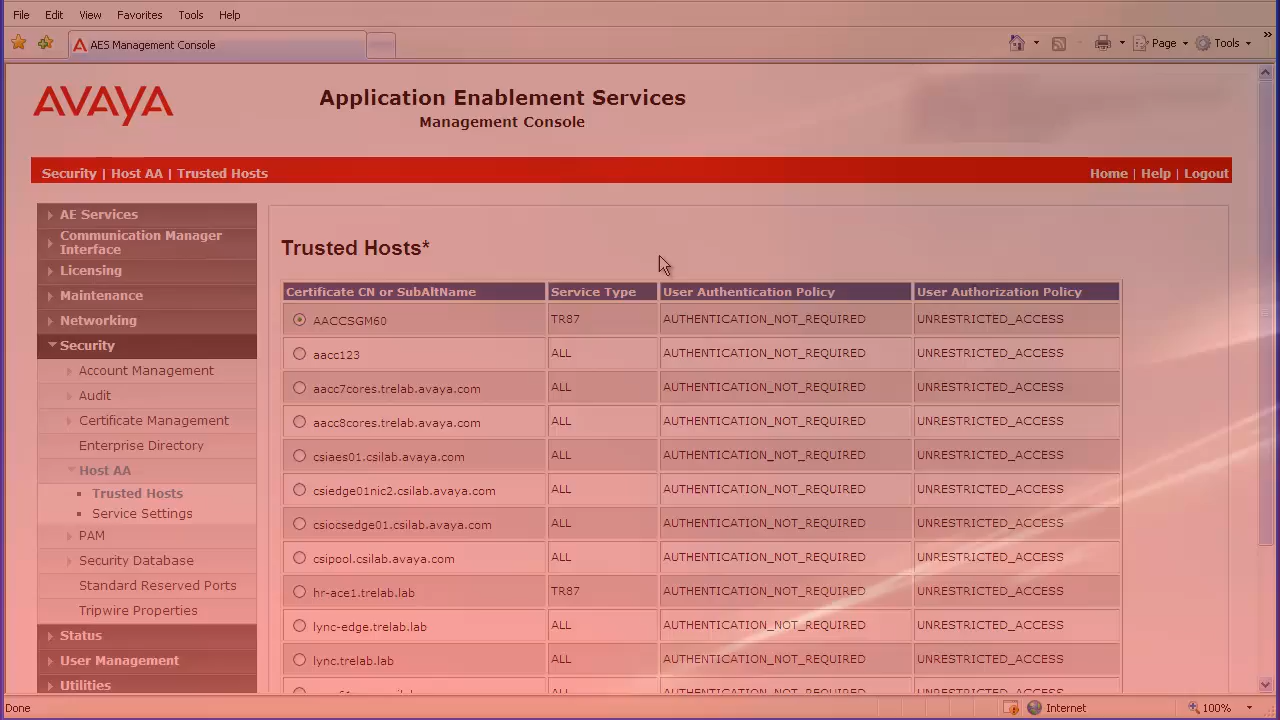 File Edit View Favorites Tools Help
AES Management Console
Page Tools
AVAYA
Application Enablement Services
Management Console
Security | Host AA | Trusted Hosts
Home | Help | Logout
AE Services
Communication Manager
Interface
Licensing
Maintenance
Networking
Security
Account Management
Audit
Certificate Management
Enterprise Directory
Host AA
Trusted Hosts
Service Settings
PAM
Security Database
Standard Reserved Ports
Tripwire Properties
Status
User Management
Utilities
Trusted Hosts*
Certificate CN or SubAltName Service Type User Authentication Policy User Authorization Policy
AACCSGM60 TR87 AUTHENTICATION_NOT_REQUIRED UNRESTRICTED_ACCESS
aacc123 ALL AUTHENTICATION_NOT_REQUIRED UNRESTRICTED_ACCESS
aacc7cores.trelab.avaya.com ALL AUTHENTICATION_NOT_REQUIRED UNRESTRICTED_ACCESS
aacc8cores.trelab.avaya.com ALL AUTHENTICATION_NOT_REQUIRED UNRESTRICTED_ACCESS
csiaes01.csilab.avaya.com ALL AUTHENTICATION_NOT_REQUIRED UNRESTRICTED_ACCESS
csiedge01nic2.csilab.avaya.com ALL AUTHENTICATION_NOT_REQUIRED UNRESTRICTED_ACCESS
csiocsedge01.csilab.avaya.com ALL AUTHENTICATION_NOT_REQUIRED UNRESTRICTED_ACCESS
csipool.csilab.avaya.com ALL AUTHENTICATION_NOT_REQUIRED UNRESTRICTED_ACCESS
hr-ace1.trelab.lab TR87 AUTHENTICATION_NOT_REQUIRED UNRESTRICTED_ACCESS
lync-edge.trelab.lab ALL AUTHENTICATION_NOT_REQUIRED UNRESTRICTED_ACCESS
lync.trelab.lab ALL AUTHENTICATION_NOT_REQUIRED UNRESTRICTED_ACCESS
ALL AUTHENTICATION_NOT_REQUIRED UNRESTRICTED_ACCESS
Done Internet 100%